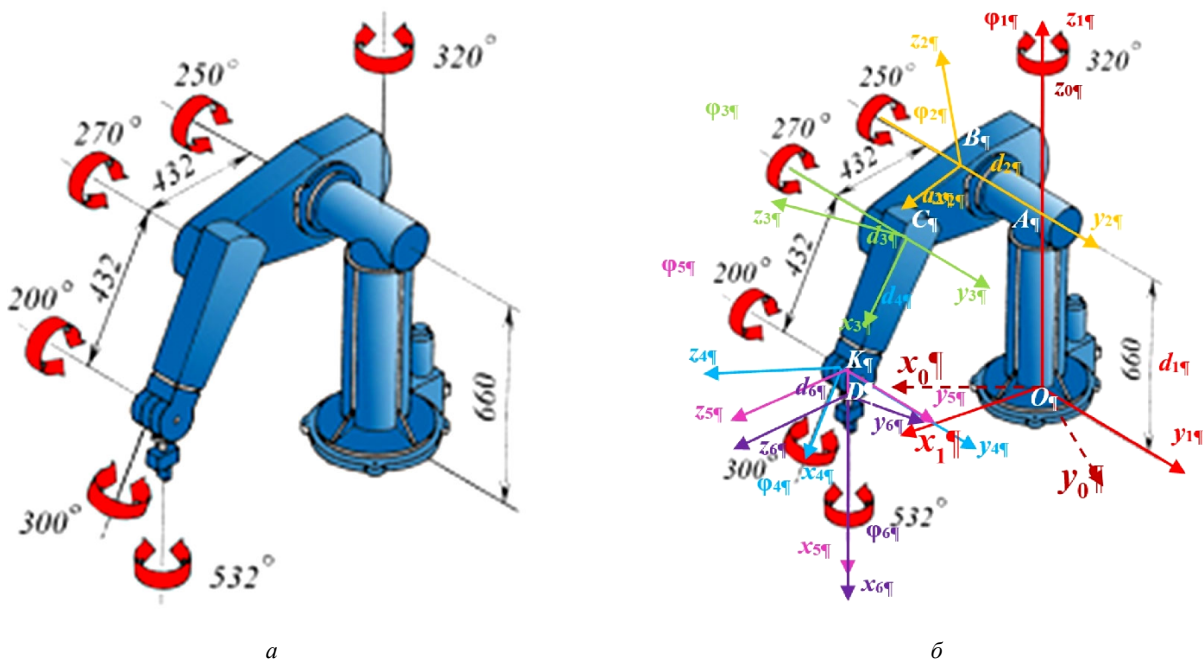 320°
250°
270°
432
432
200°
660
300°
532°
а
φ₁¶
z₁¶
320°
z₂¶
z₀¶
250°
φ₃¶
φ₂¶
270°
B¶
432
d₂¶
x₂¶
z₃¶
C¶
A¶
y₂¶
d₃¶
432
φ₅¶
200°
d₄¶
y₃¶
x₃¶
660
d₁¶
z₄¶
K¶
x₀¶
d₆¶
D¶
y₅¶
O¶
z₅¶
y₆¶
z₆¶
x₁¶
y₄¶
y₁¶
300°
x₄¶
y₀¶
φ₄¶
532°
φ₆¶
x₅¶
x₆¶
б